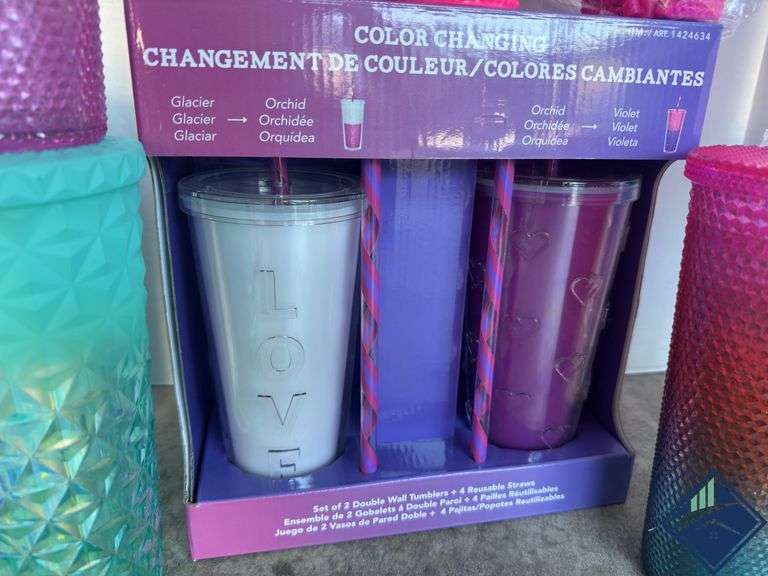 COLOR CHANGING
ITM./ART. 1424634
CHANGEMENT DE COULEUR/COLORES CAMBIANTES
Glacier Orchid
Glacier → Orchidée
Glaciar Orquídea
Orchid Violet
Orchidée → Violet
Orquídea Violeta
L
O
V
E
Set of 2 Double Wall Tumblers + 4 Reusable Straws
Ensemble de 2 Gobelets à Double Paroi + 4 Pailles Réutilisables
Juego de 2 Vasos de Pared Doble + 4 Pajitas/Popotes Reutilizables